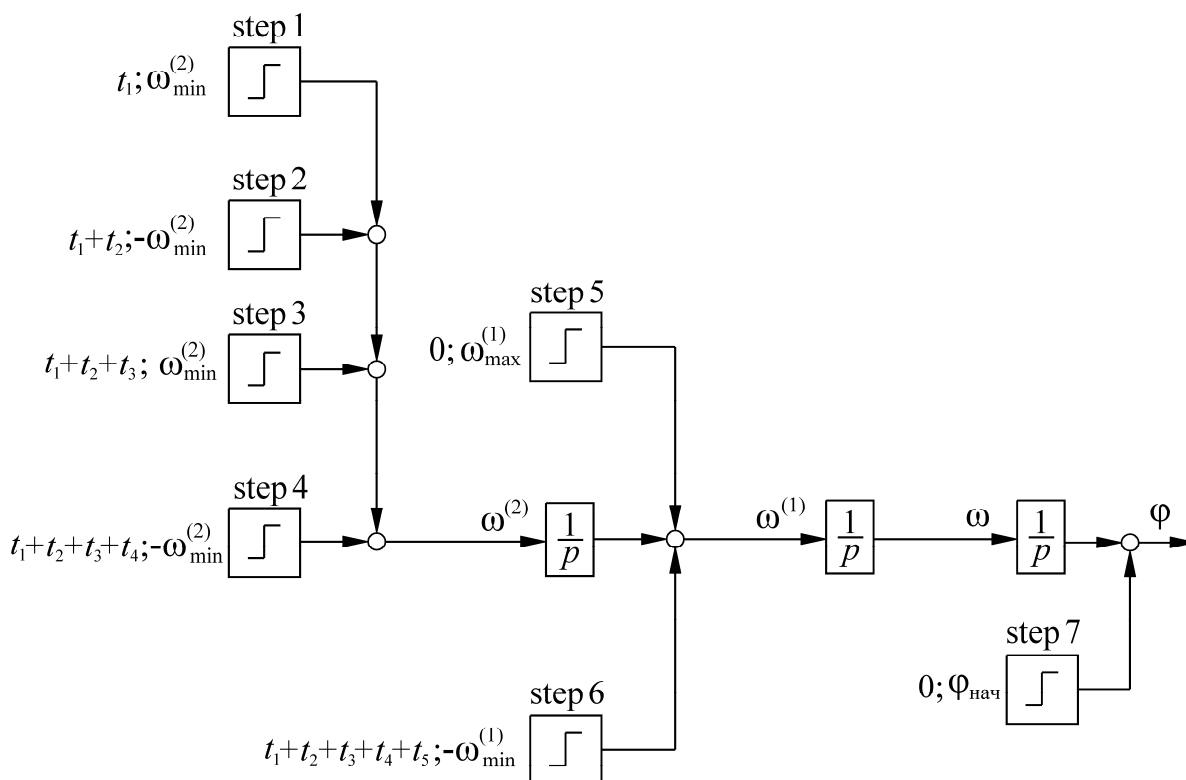 step 1
t₁; ω⁽²⁾min
step 2
t₁+t₂;-ω⁽²⁾min
step 3
t₁+t₂+t₃; ω⁽²⁾min
step 4
t₁+t₂+t₃+t₄;-ω⁽²⁾min
ω⁽²⁾
1/p
step 5
0; ω⁽¹⁾max
step 6
t₁+t₂+t₃+t₄+t₅;-ω⁽¹⁾min
ω⁽¹⁾
1/p
ω
1/p
φ
step 7
0; φнач